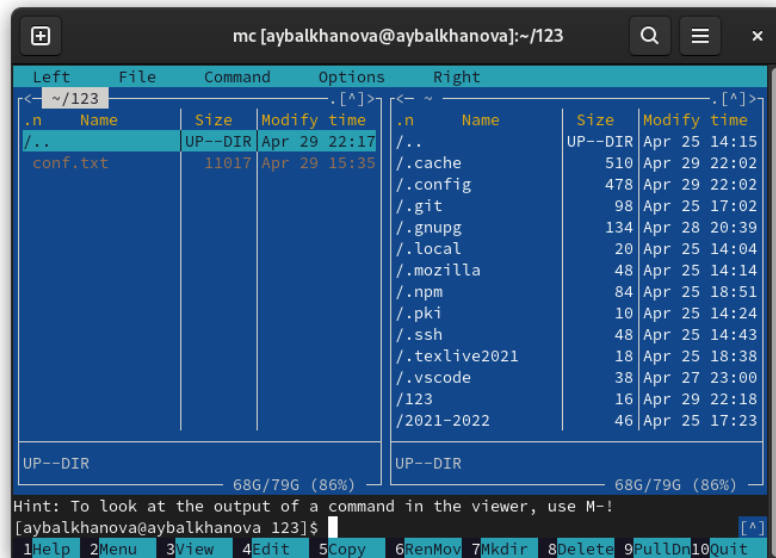 mc [aybalkhanova@aybalkhanova]:~/123
Left File Command Options Right
<- ~/123 .[^]> <- ~ .[^]>
.n Name Size Modify time .n Name Size Modify time
/.. UP--DIR Apr 29 22:17 /.. UP--DIR Apr 25 14:15
conf.txt 11017 Apr 29 15:35 /.cache 510 Apr 29 22:02
/.config 478 Apr 29 22:02
/.git 98 Apr 25 17:02
/.gnupg 134 Apr 28 20:39
/.local 20 Apr 25 14:04
/.mozilla 48 Apr 25 14:14
/.npm 84 Apr 25 18:51
/.pki 10 Apr 25 14:24
/.ssh 48 Apr 25 14:43
/.texlive2021 18 Apr 25 18:38
/.vscode 38 Apr 27 23:00
/123 16 Apr 29 22:18
/2021-2022 46 Apr 25 17:23
UP--DIR UP--DIR
68G/79G (86%) 68G/79G (86%)
Hint: To look at the output of a command in the viewer, use M-!
[aybalkhanova@aybalkhanova 123]$ [^]
1Help 2Menu 3View 4Edit 5Copy 6RenMov 7Mkdir 8Delete 9PullDn 10Quit